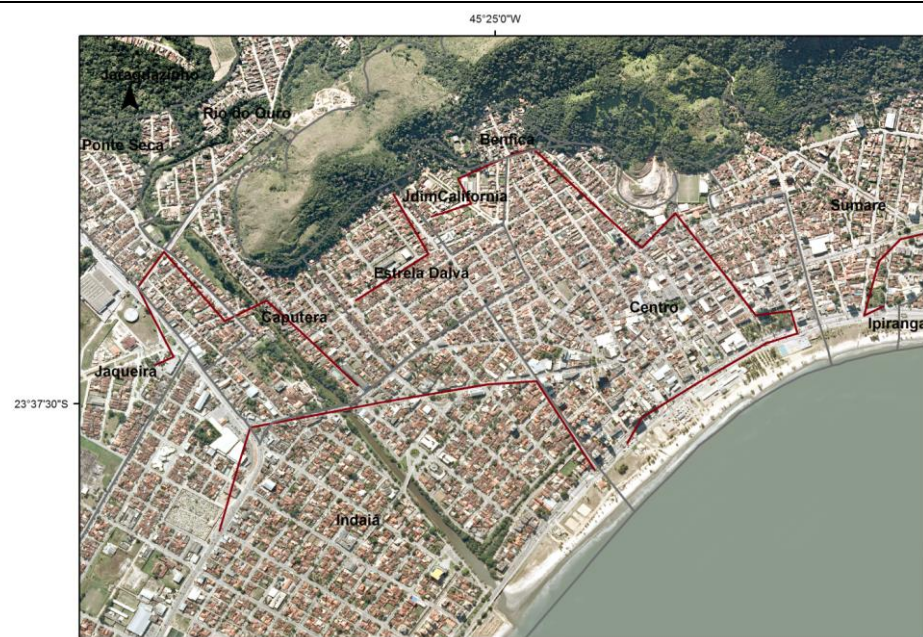 45°25'0"W
Jaraguazinho
Rio do Ouro
Ponte Seca
Benfica
JdimCalifornia
Sumaré
Estrela Dalva
Centro
Caputera
Ipiranga
Jaqueira
23°37'30"S
Indaiá